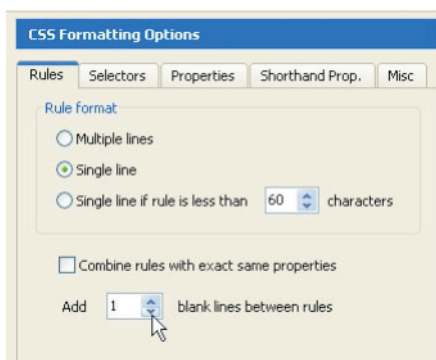 CSS Formatting Options
Rules Selectors Properties Shorthand Prop. Misc
Rule format
Multiple lines
Single line
Single line if rule is less than 60 characters
Combine rules with exact same properties
Add 1 blank lines between rules